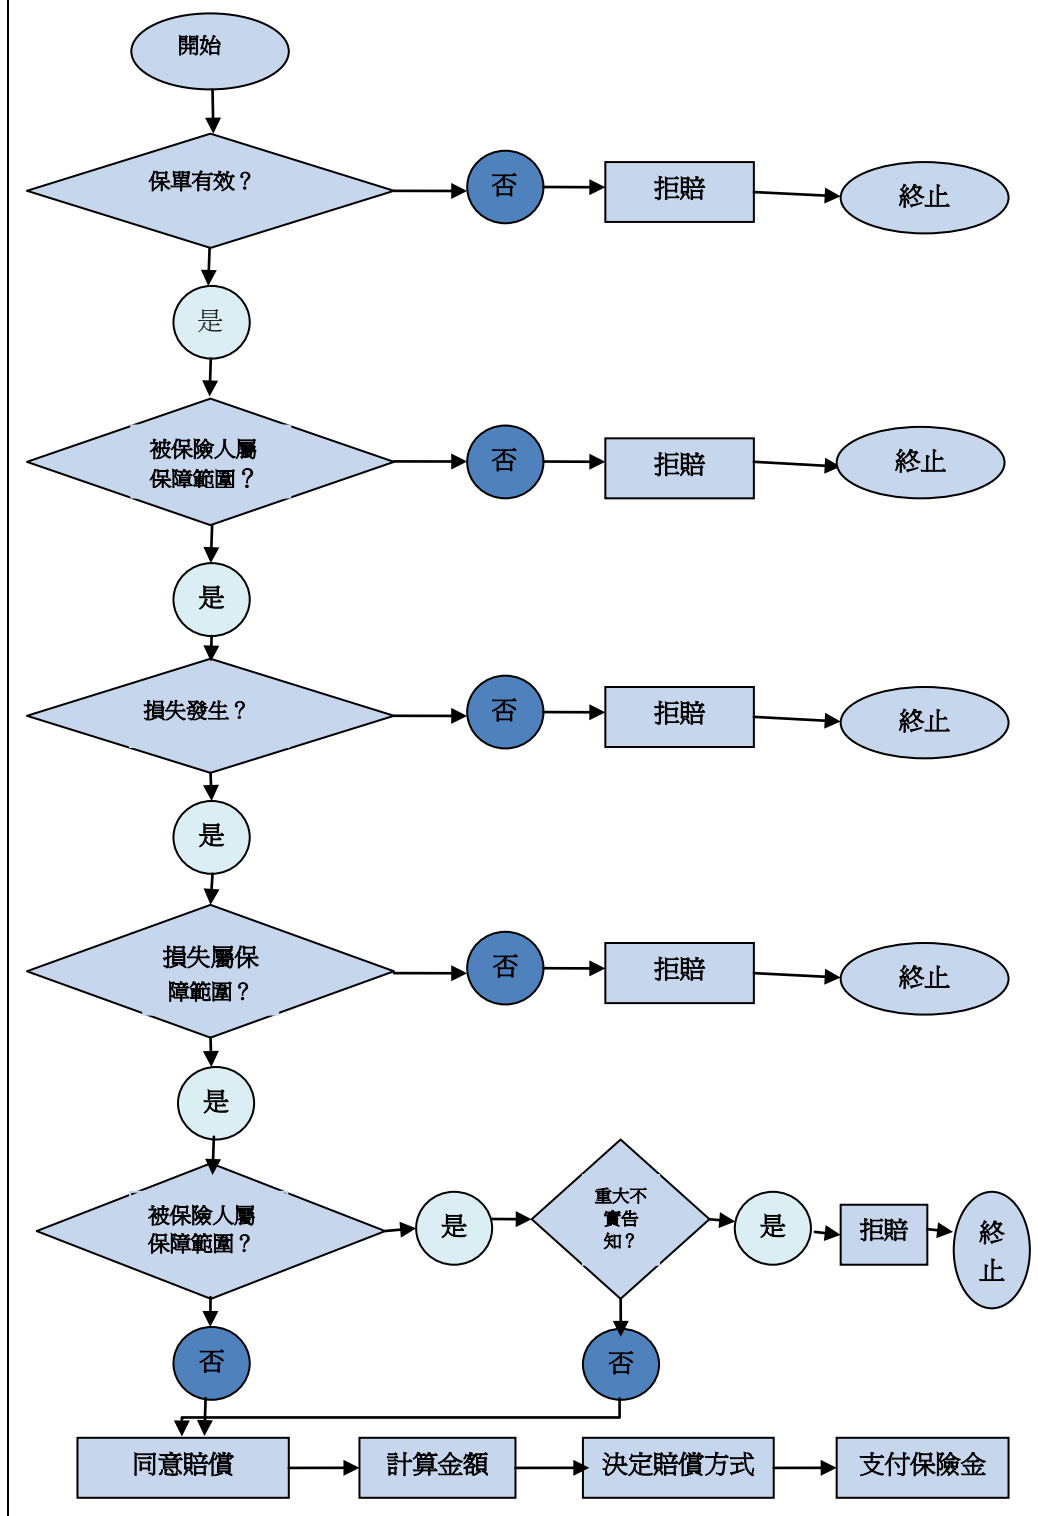 開始
保單有效？
否
拒賠
終止
是
被保險人屬
保障範圍？
否
拒賠
終止
是
損失發生？
否
拒賠
終止
是
損失屬保
障範圍？
否
拒賠
終止
是
被保險人屬
保障範圍？
是
重大不
實告
知？
是
拒賠
終
止
否
否
同意賠償
計算金額
決定賠償方式
支付保險金